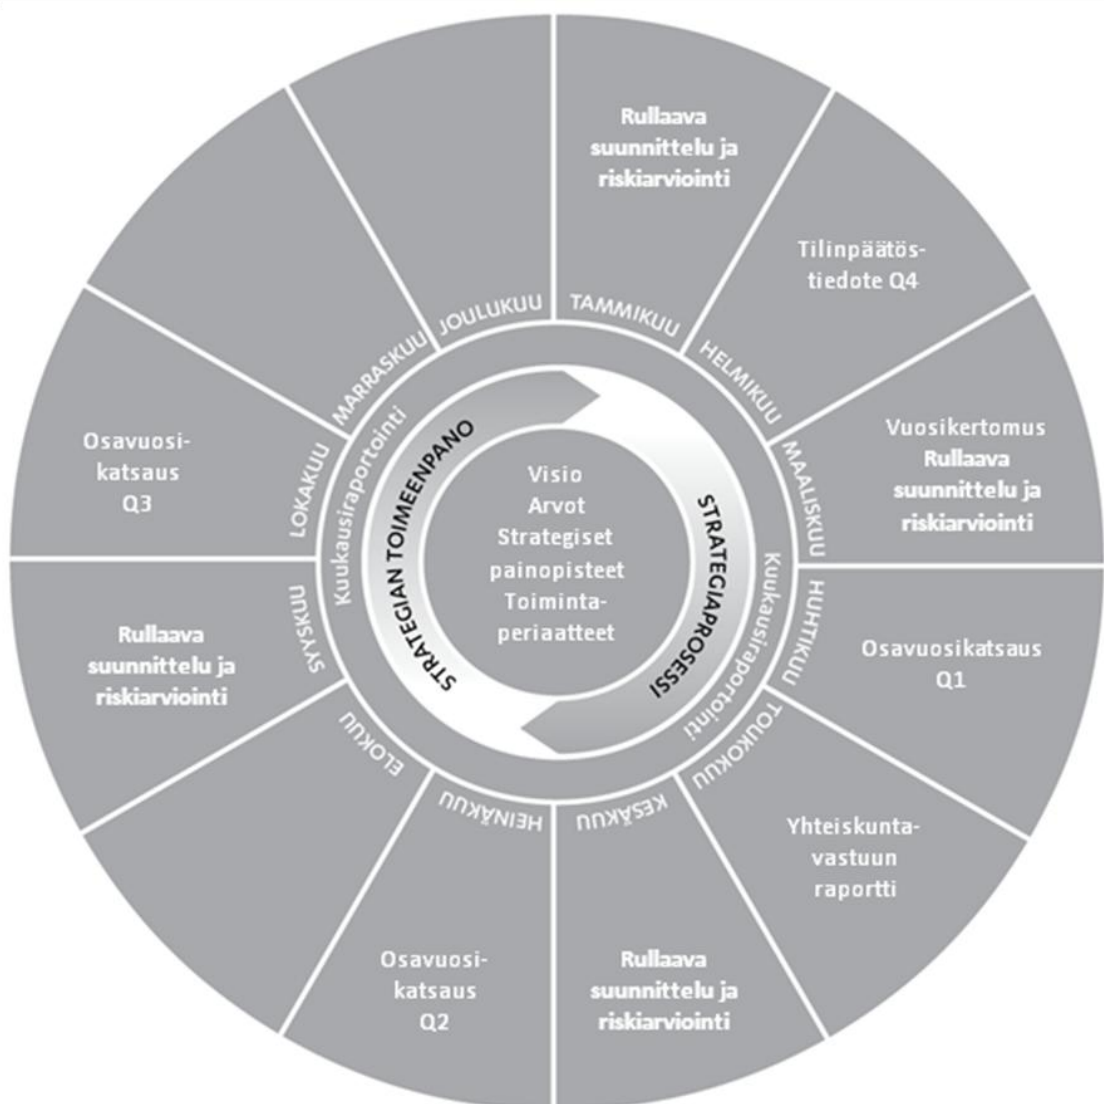 TAMMIKUU
Rullaava
suunnittelu ja
riskiarviointi
HELMIKUU
Tilinpäätös-
tiedote Q4
MAALISKUU
Vuosikertomus
Rullaava
suunnittelu ja
riskiarviointi
HUHTIKUU
Osavuosikatsaus
Q1
TOUKOKUU
Yhteiskunta-
vastuun
raportti
KESÄKUU
Rullaava
suunnittelu ja
riskiarviointi
HEINÄKUU
Osavuosi-
katsaus
Q2
ELOKUU
SYYSKUU
Rullaava
suunnittelu ja
riskiarviointi
LOKAKUU
Osavuosi-
katsaus
Q3
MARRASKUU
JOULUKUU
Kuukausiraportointi
Kuukausiraportointi
STRATEGIAN TOIMEENPANO
STRATEGIAPROSESSI
Visio
Arvot
Strategiset
painopisteet
Toiminta-
periaatteet